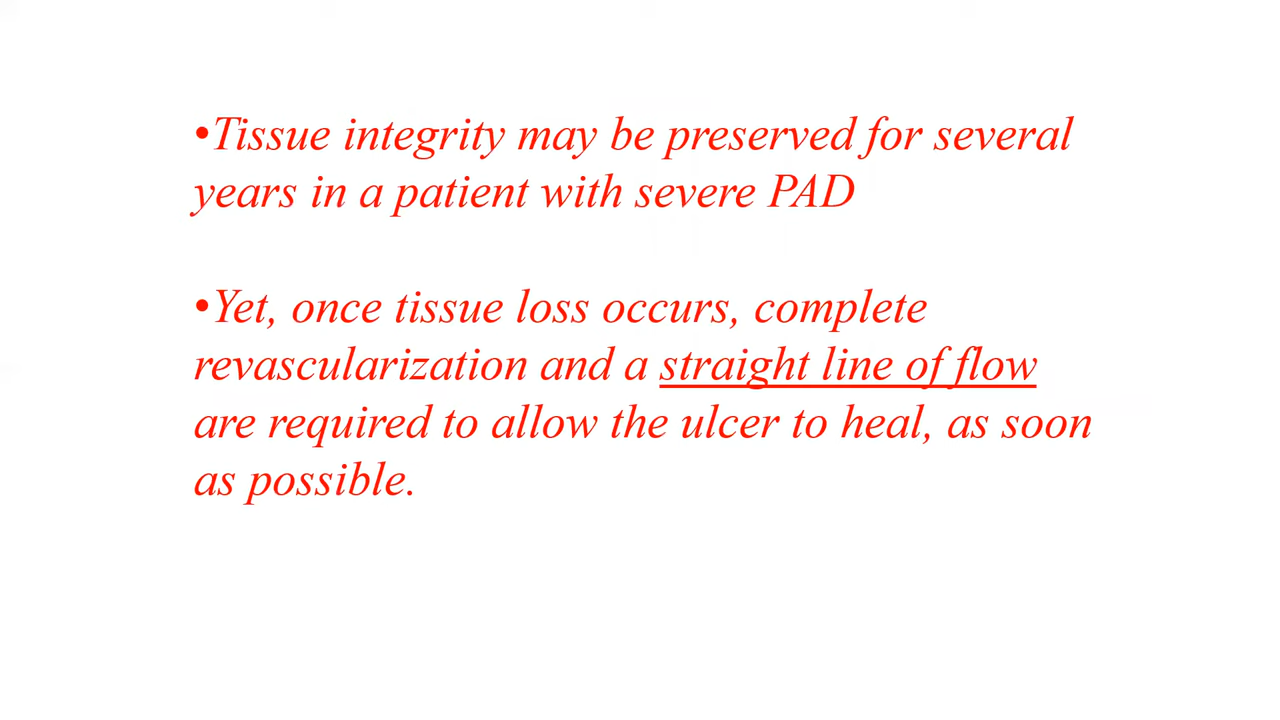 •Tissue integrity may be preserved for several
years in a patient with severe PAD
•Yet, once tissue loss occurs, complete
revascularization and a straight line of flow
are required to allow the ulcer to heal, as soon
as possible.